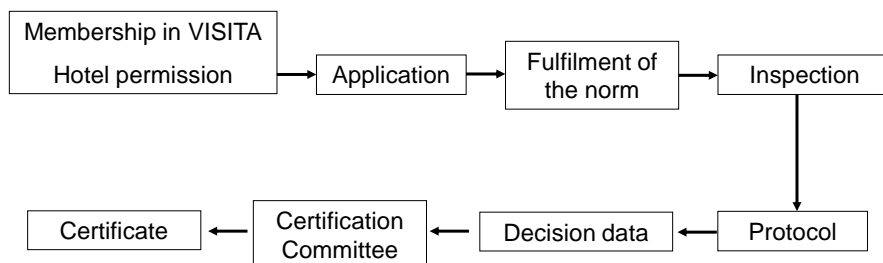 Membership in VISITA
Hotel permission
Application
Fulfilment of
the norm
Inspection
Protocol
Decision data
Certification
Committee
Certificate